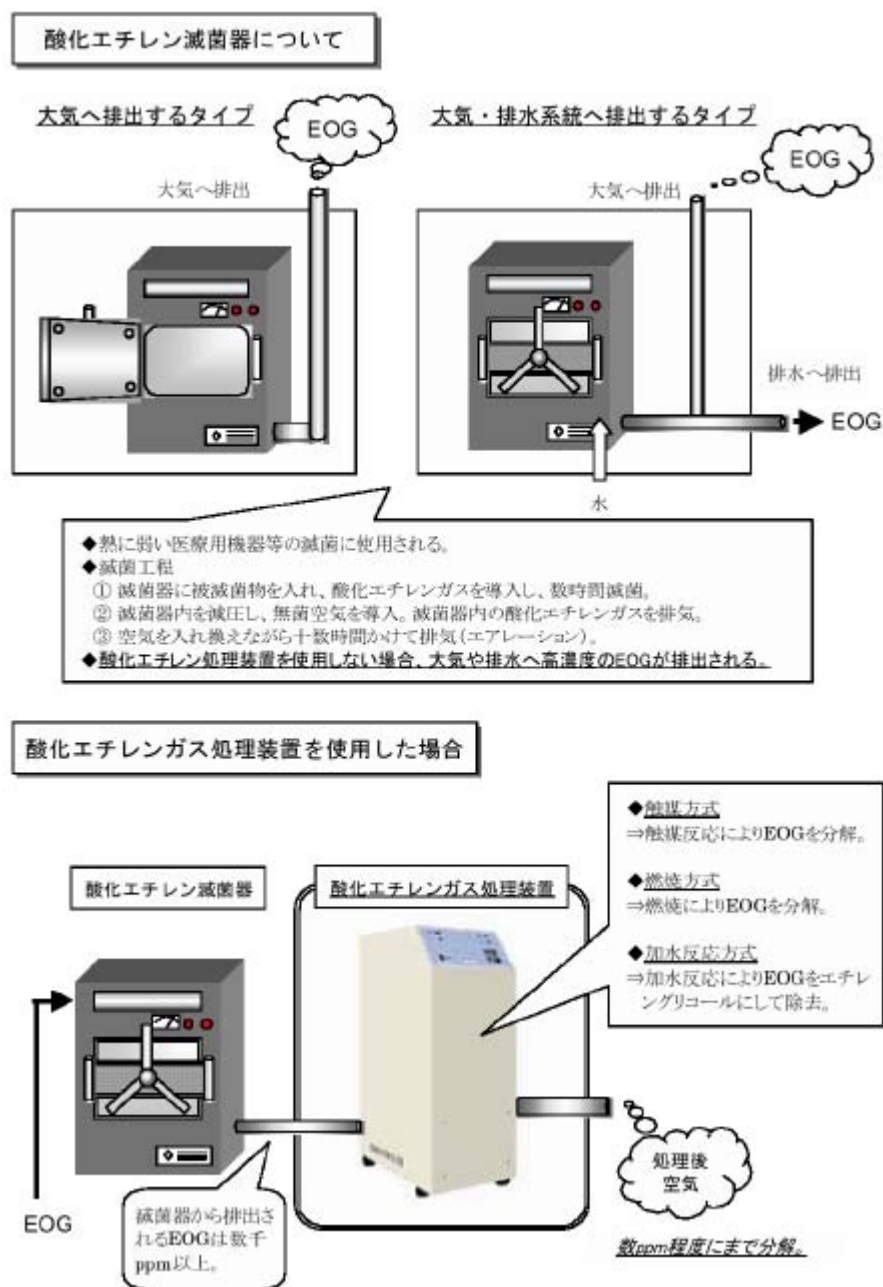 酸化エチレン滅菌器について
大気へ排出するタイプ
EOG
大気へ排出
大気・排水系統へ排出するタイプ
EOG
大気へ排出
排水へ排出
EOG
水
◆熱に弱い医療用機器等の滅菌に使用される。
◆滅菌工程
① 滅菌器に被滅菌物を入れ、酸化エチレンガスを導入し、数時間滅菌。
② 滅菌器内を減圧し、無菌空気を導入。滅菌器内の酸化エチレンガスを排気。
③ 空気を入れ換えながら十数時間かけて排気(エアレーション)。
◆酸化エチレン処理装置を使用しない場合、大気や排水へ高濃度のEOGが排出される。
酸化エチレンガス処理装置を使用した場合
酸化エチレン滅菌器
酸化エチレンガス処理装置
◆触媒方式
⇒触媒反応によりEOGを分解。
◆燃焼方式
⇒燃焼によりEOGを分解。
◆加水反応方式
⇒加水反応によりEOGをエチレ
ングリコールにして除去。
EOG
滅菌器から排出さ
れるEOGは数千
ppm以上。
処理後
空気
数ppm程度にまで分解。